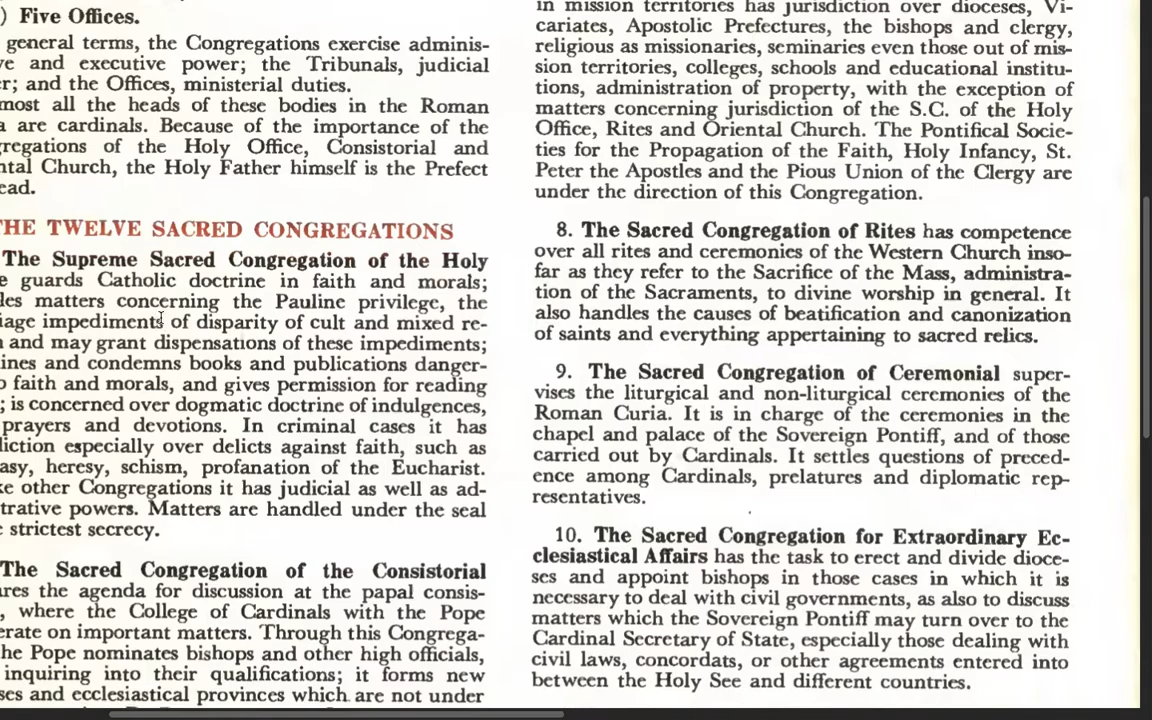 ) Five Offices.
general terms, the Congregations exercise adminis-
ve and executive power; the Tribunals, judicial
er; and the Offices, ministerial duties.
most all the heads of these bodies in the Roman
a are cardinals. Because of the importance of the
gregations of the Holy Office, Consistorial and
ntal Church, the Holy Father himself is the Prefect
ead.
THE TWELVE SACRED CONGREGATIONS
The Supreme Sacred Congregation of the Holy
e guards Catholic doctrine in faith and morals;
les matters concerning the Pauline privilege, the
iage impediments of disparity of cult and mixed re-
and may grant dispensations of these impediments;
ines and condemns books and publications danger-
o faith and morals, and gives permission for reading
; is concerned over dogmatic doctrine of indulgences,
prayers and devotions. In criminal cases it has
diction especially over delicts against faith, such as
asy, heresy, schism, profanation of the Eucharist.
ke other Congregations it has judicial as well as ad-
trative powers. Matters are handled under the seal
e strictest secrecy.
The Sacred Congregation of the Consistorial
ares the agenda for discussion at the papal consis-
, where the College of Cardinals with the Pope
erate on important matters. Through this Congrega-
he Pope nominates bishops and other high officials,
inquiring into their qualifications; it forms new
ses and ecclesiastical provinces which are not under
in mission territories has jurisdiction over dioceses, Vi-
cariates, Apostolic Prefectures, the bishops and clergy,
religious as missionaries, seminaries even those out of mis-
sion territories, colleges, schools and educational institu-
tions, administration of property, with the exception of
matters concerning jurisdiction of the S.C. of the Holy
Office, Rites and Oriental Church. The Pontifical Socie-
ties for the Propagation of the Faith, Holy Infancy, St.
Peter the Apostles and the Pious Union of the Clergy are
under the direction of this Congregation.
8. The Sacred Congregation of Rites has competence
over all rites and ceremonies of the Western Church inso-
far as they refer to the Sacrifice of the Mass, administra-
tion of the Sacraments, to divine worship in general. It
also handles the causes of beatification and canonization
of saints and everything appertaining to sacred relics.
9. The Sacred Congregation of Ceremonial super-
vises the liturgical and non-liturgical ceremonies of the
Roman Curia. It is in charge of the ceremonies in the
chapel and palace of the Sovereign Pontiff, and of those
carried out by Cardinals. It settles questions of preced-
ence among Cardinals, prelatures and diplomatic rep-
resentatives.
10. The Sacred Congregation for Extraordinary Ec-
clesiastical Affairs has the task to erect and divide dioce-
ses and appoint bishops in those cases in which it is
necessary to deal with civil governments, as also to discuss
matters which the Sovereign Pontiff may turn over to the
Cardinal Secretary of State, especially those dealing with
civil laws, concordats, or other agreements entered into
between the Holy See and different countries.